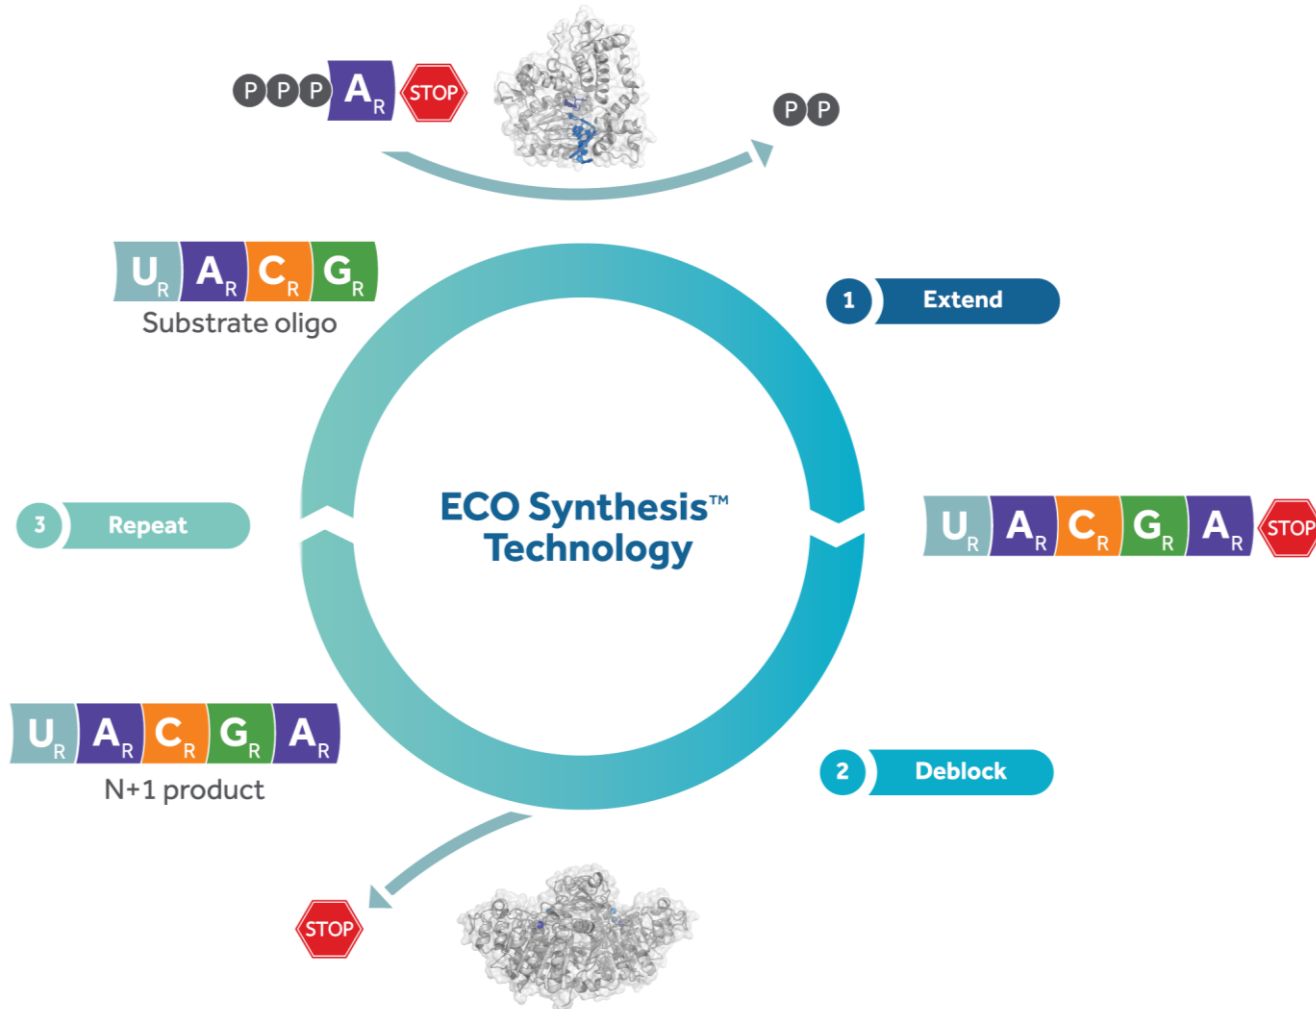 P P P A R STOP
P P
U R A R C R G R
Substrate oligo
1 Extend
ECO Synthesis™
Technology
3 Repeat
U R A R C R G R A R STOP
U R A R C R G R A R
N+1 product
2 Deblock
STOP